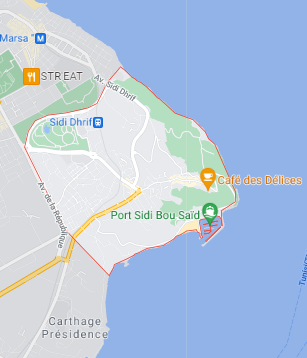 Marsa "
M
STREAT
Av. Sidi Dhrif
Sidi Dhrif
Café des Délices
Port Sidi Bou Saïd
Av. de la République
Carthage
Présidence